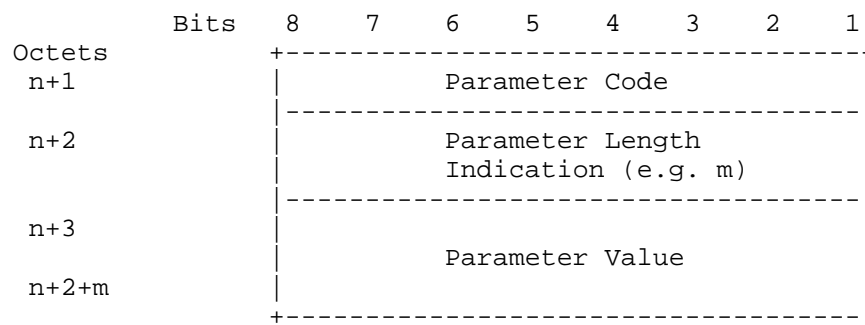 Bits 8 7 6 5 4 3 2 1
Octets +------------------------------------
n+1 | Parameter Code
|------------------------------------
n+2 | Parameter Length
| Indication (e.g. m)
|------------------------------------
n+3 |
| Parameter Value
n+2+m |
+------------------------------------